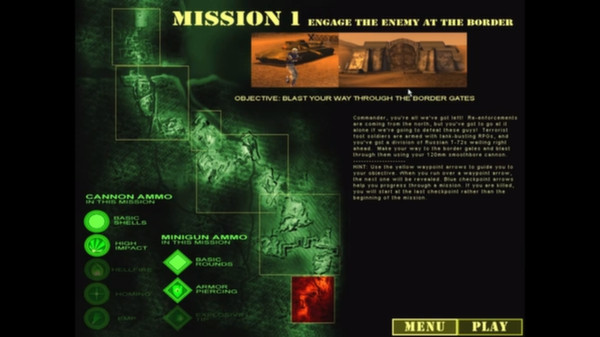 MISSION 1 ENGAGE THE ENEMY AT THE BORDER
OBJECTIVE: BLAST YOUR WAY THROUGH THE BORDER GATES
Commander, you're all we've got left! Re-enforcements
are coming from the north, but you've got to go at it
alone if we're going to defeat these guys! Terrorist
foot soldiers are armed with tank-busting RPGs, and
you've got a division of Russian T-72s waiting right
ahead. Make your way to the border gates and blast
through them using your 120mm smoothbore cannon.
HINT: Use the yellow waypoint arrows to guide you to
your objective. When you run over a waypoint arrow,
the next one will be revealed. Blue checkpoint arrows
help you progress through a mission. If you are killed,
you will start at the last checkpoint rather than the
beginning of the mission.
CANNON AMMO
IN THIS MISSION
BASIC
SHELLS
HIGH
IMPACT
HELLFIRE
HOMING
EMP
MINIGUN AMMO
IN THIS MISSION
BASIC
ROUNDS
ARMOR
PIERCING
MENU
PLAY